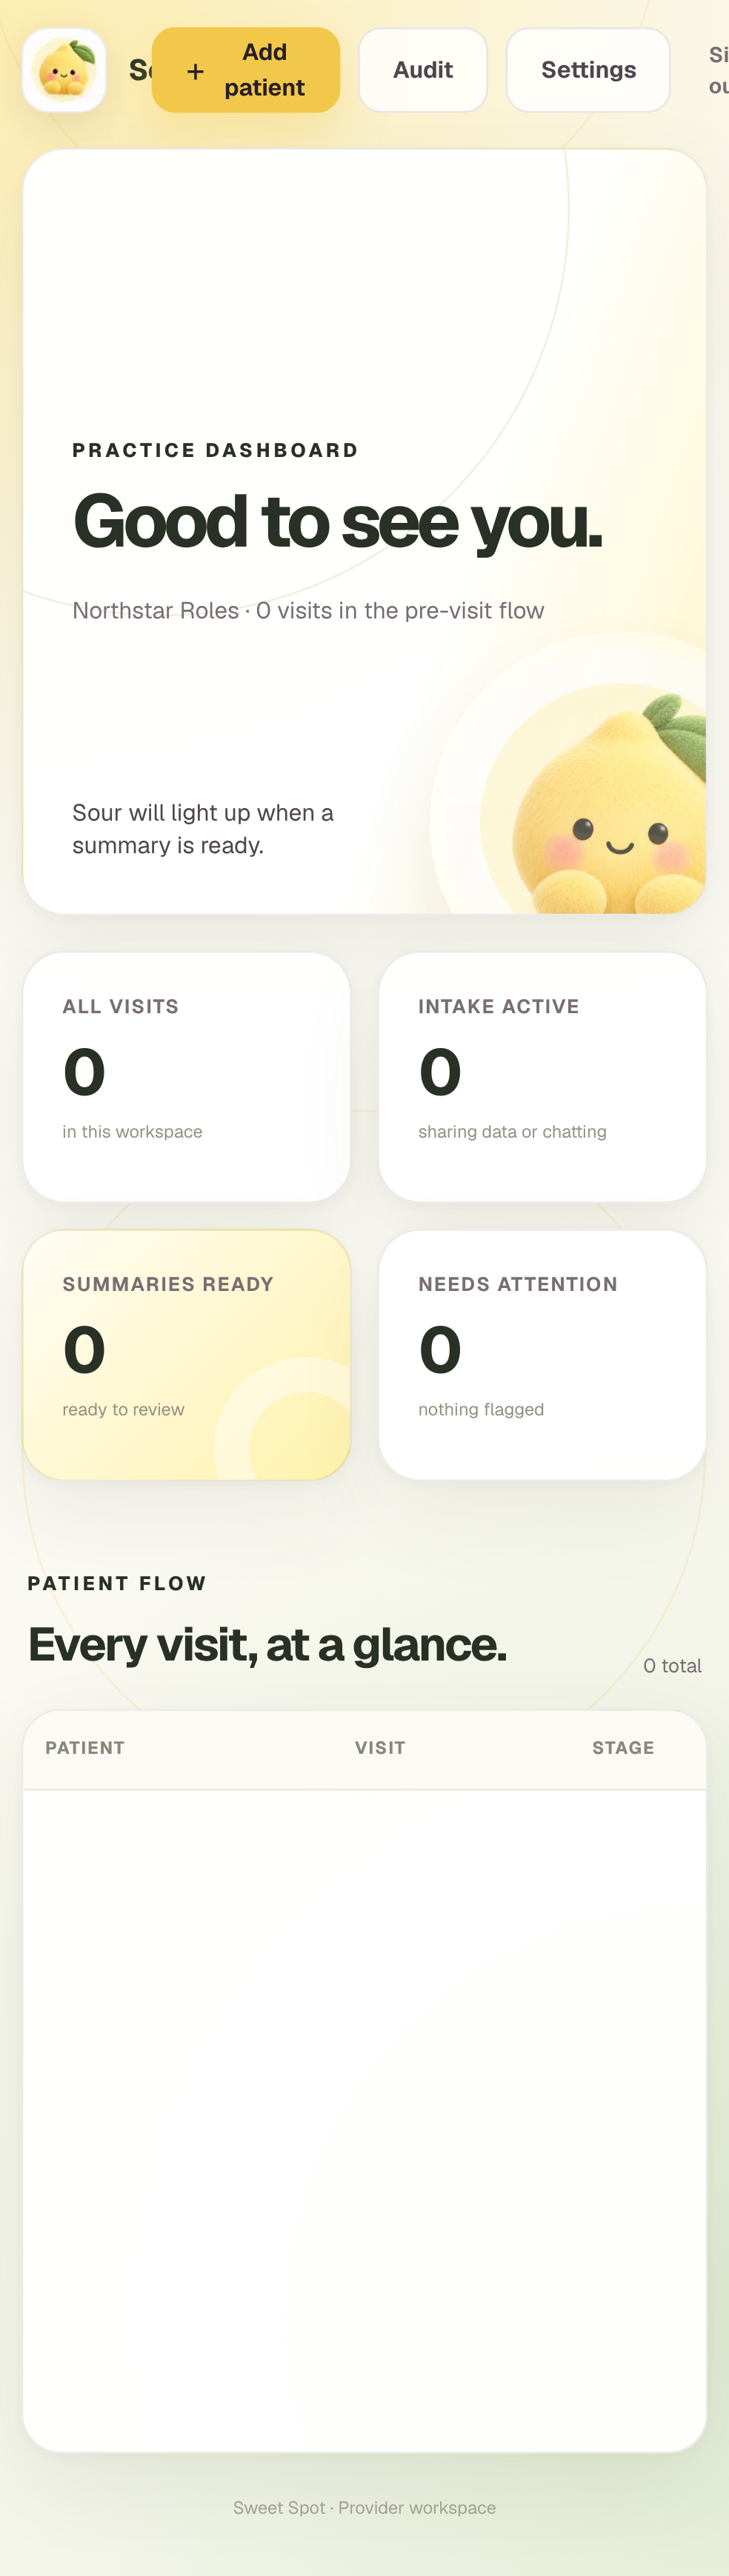 + Add
patient
Audit
Settings
PRACTICE DASHBOARD
Good to see you.
Northstar Roles · 0 visits in the pre-visit flow
Sour will light up when a
summary is ready.
ALL VISITS
0
in this workspace
INTAKE ACTIVE
0
sharing data or chatting
SUMMARIES READY
0
ready to review
NEEDS ATTENTION
0
nothing flagged
PATIENT FLOW
Every visit, at a glance.
0 total
PATIENT VISIT STAGE
Sweet Spot · Provider workspace